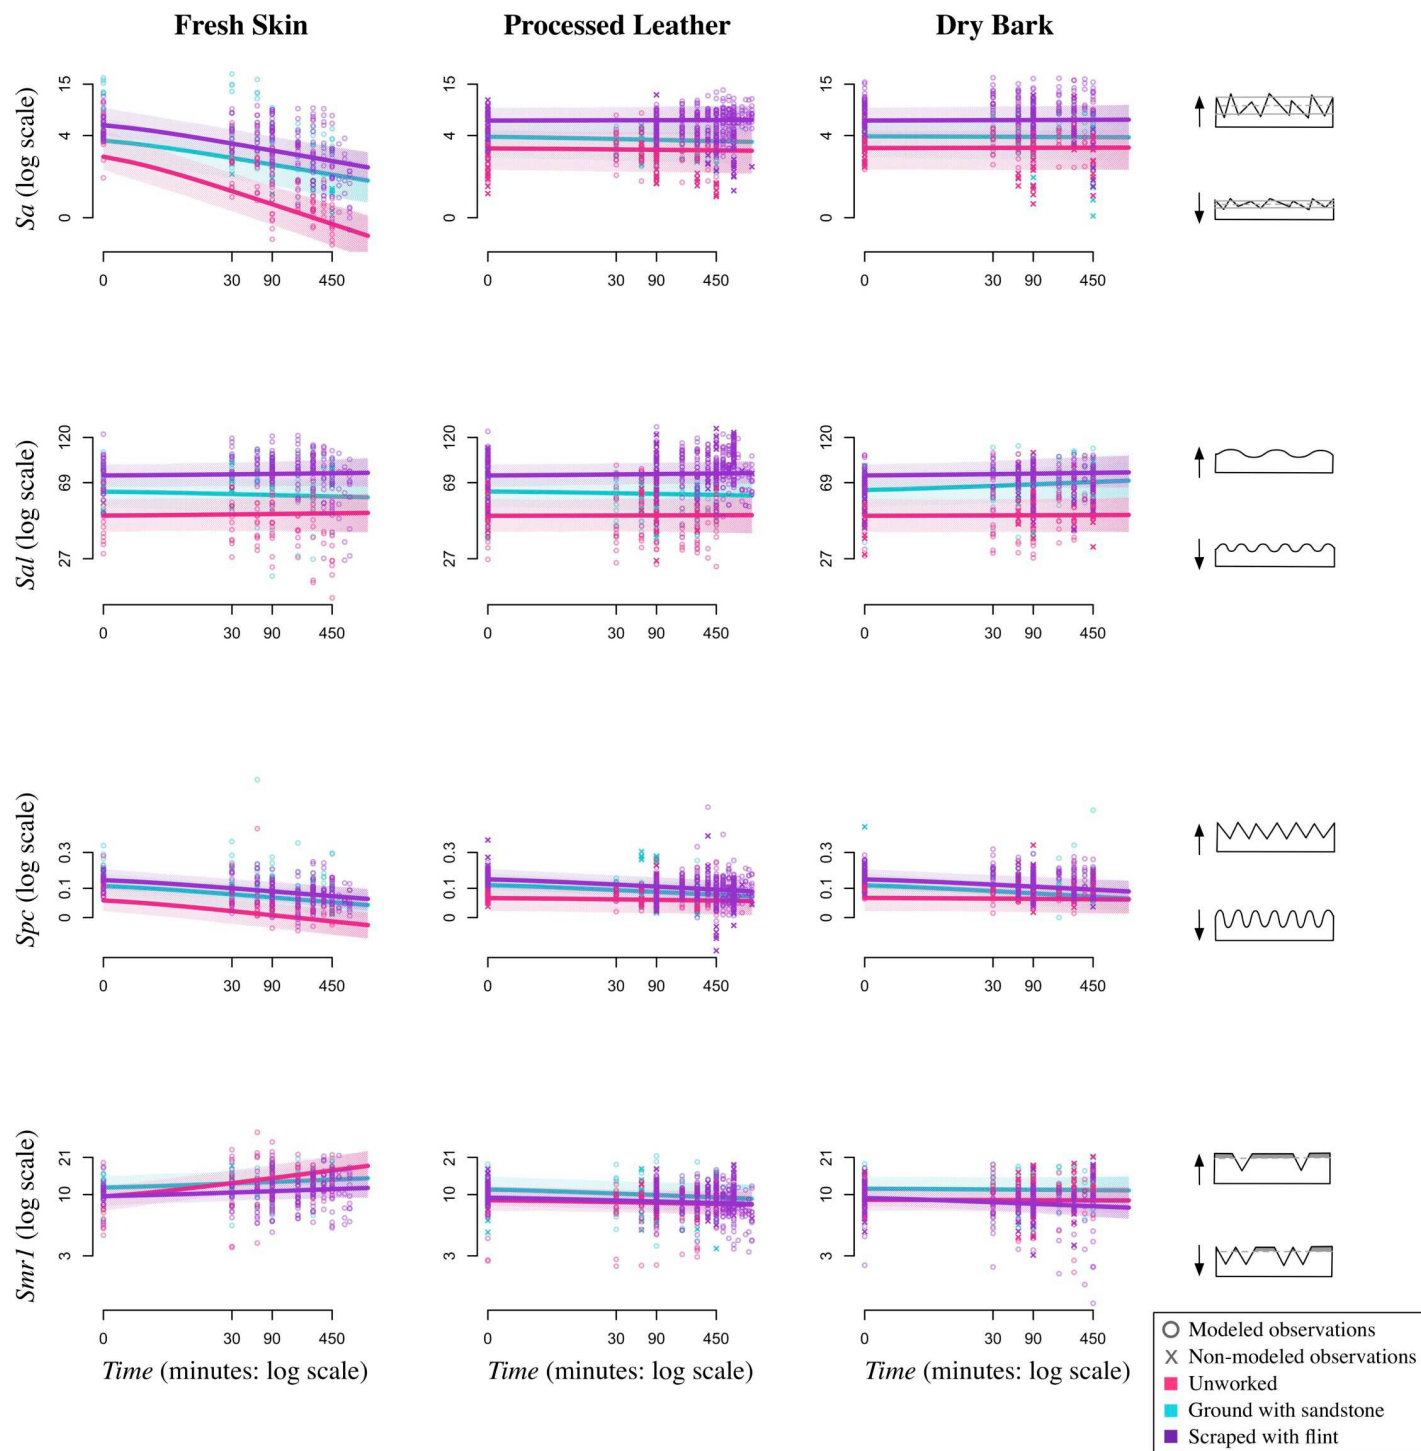 Fresh Skin
Processed Leather
Dry Bark
Sa (log scale)
15
4
0
0 30 90 450
15
4
0
0 30 90 450
15
4
0
0 30 90 450
Sal (log scale)
120
69
27
0 30 90 450
120
69
27
0 30 90 450
120
69
27
0 30 90 450
Spc (log scale)
0.3
0.1
0
0 30 90 450
0.3
0.1
0
0 30 90 450
0.3
0.1
0
0 30 90 450
Smr1 (log scale)
21
10
3
0 30 90 450
Time (minutes: log scale)
21
10
3
0 30 90 450
Time (minutes: log scale)
21
10
3
0 30 90 450
Time (minutes: log scale)
Modeled observations
Non-modeled observations
Unworked
Ground with sandstone
Scraped with flint